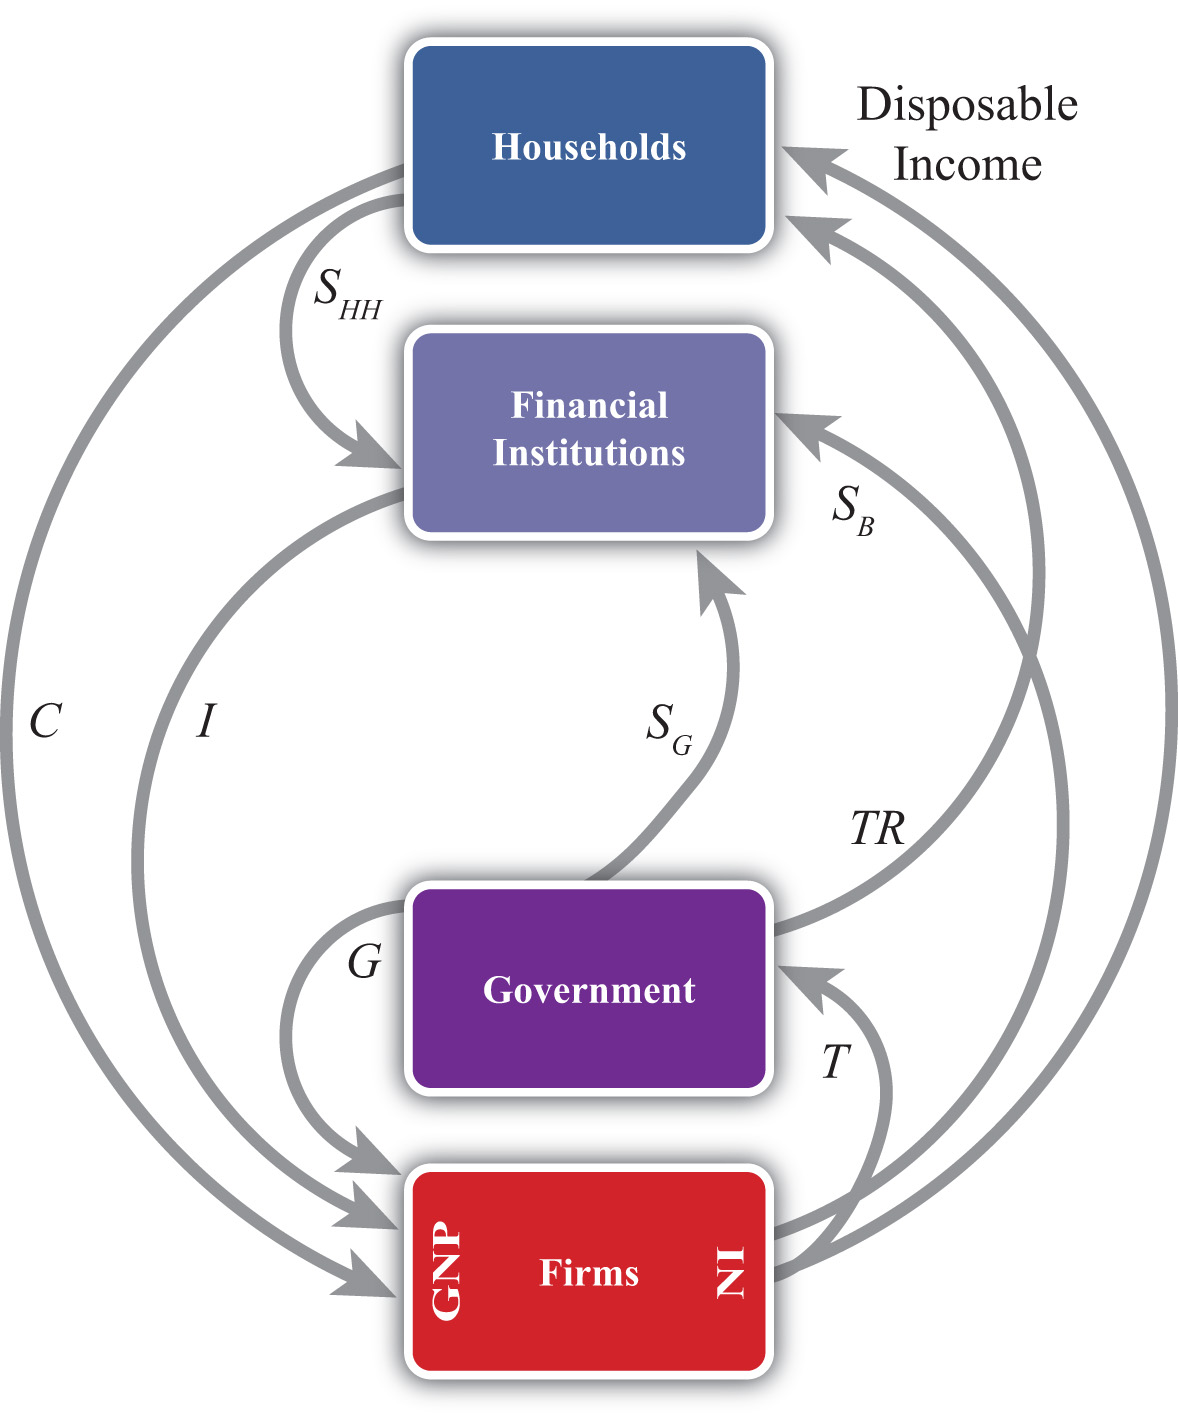 Households
Disposable
Income
S_HH
Financial
Institutions
S_B
C
I
S_G
TR
G
Government
T
GNP
Firms
NI